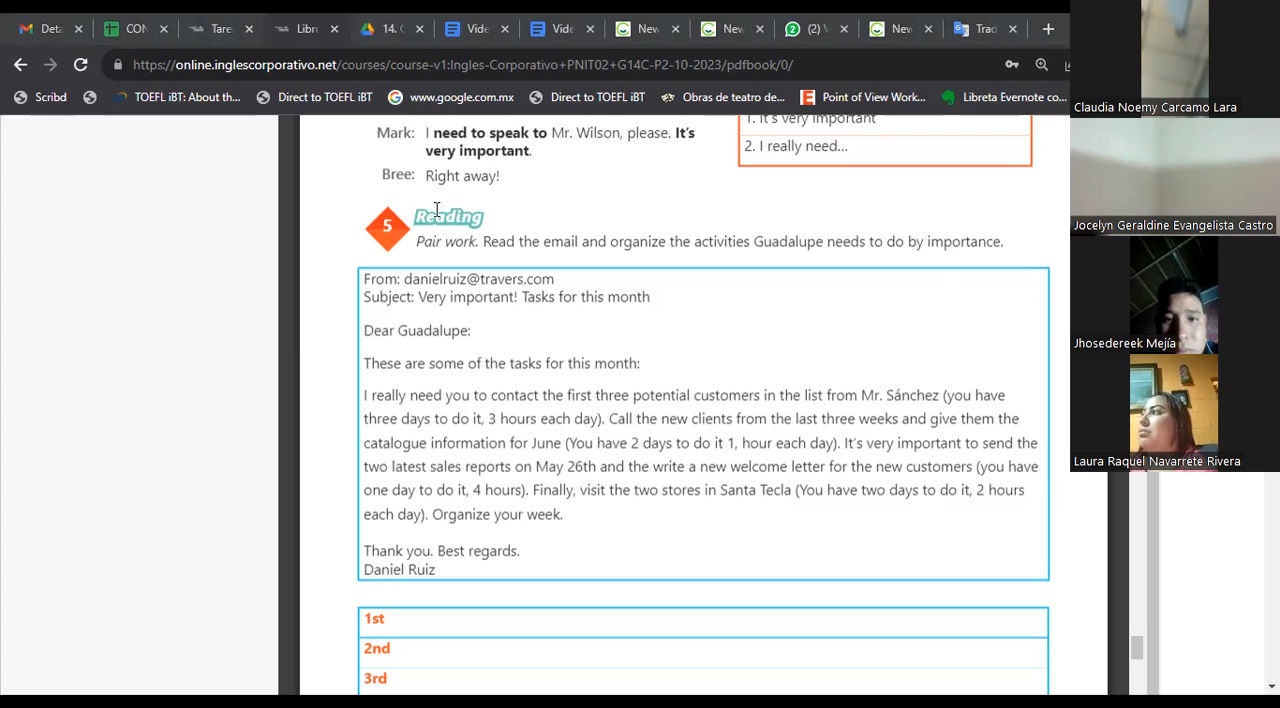 Deta
CON
Tare
Libre
14. C
Vide
Vide
New
New
(2) V
New
Trad
https://online.inglescorporativo.net/courses/course-v1:Ingles-Corporativo+PNIT02+G14C-P2-10-2023/pdfbook/0/
Scribd
TOEFL iBT: About th...
Direct to TOEFL iBT
www.google.com.mx
Direct to TOEFL iBT
Obras de teatro de...
Point of View Work...
Libreta Evernote co...
Mark: I need to speak to Mr. Wilson, please. It's
very important.
Bree: Right away!
1. It's very important
2. I really need...
5
Reading
Pair work. Read the email and organize the activities Guadalupe needs to do by importance.
From: danielruiz@travers.com
Subject: Very important! Tasks for this month
Dear Guadalupe:
These are some of the tasks for this month:
I really need you to contact the first three potential customers in the list from Mr. Sánchez (you have
three days to do it, 3 hours each day). Call the new clients from the last three weeks and give them the
catalogue information for June (You have 2 days to do it 1, hour each day). It's very important to send the
two latest sales reports on May 26th and the write a new welcome letter for the new customers (you have
one day to do it, 4 hours). Finally, visit the two stores in Santa Tecla (You have two days to do it, 2 hours
each day). Organize your week.
Thank you. Best regards.
Daniel Ruiz
1st
2nd
3rd
Claudia Noemy Carcamo Lara
Jocelyn Geraldine Evangelista Castro
Jhosedereek Mejía
Laura Raquel Navarrete Rivera